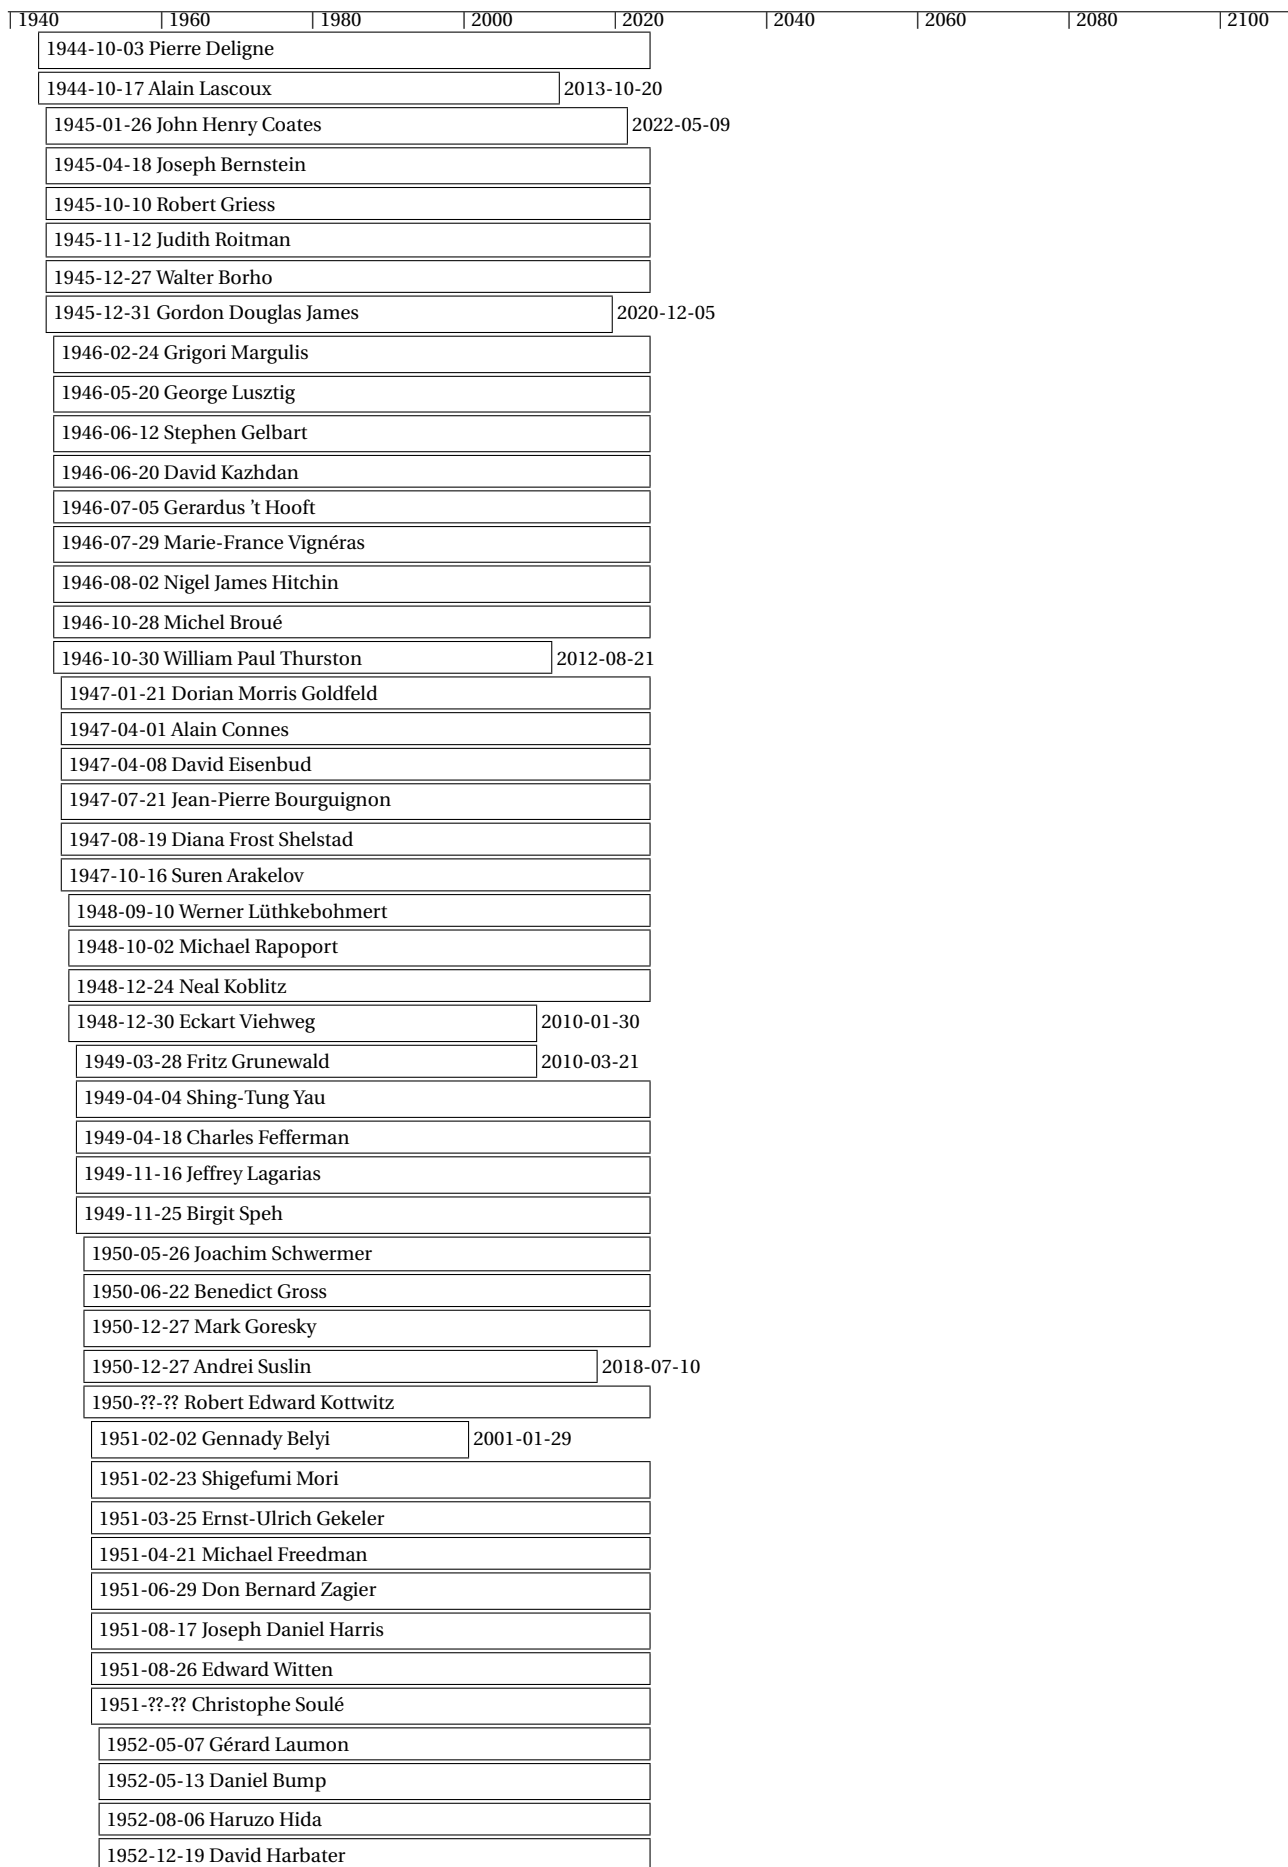 1940 1960 1980 2000 2020 2040 2060 2080 2100
1944-10-03 Pierre Deligne
1944-10-17 Alain Lascoux 2013-10-20
1945-01-26 John Henry Coates 2022-05-09
1945-04-18 Joseph Bernstein
1945-10-10 Robert Griess
1945-11-12 Judith Roitman
1945-12-27 Walter Borho
1945-12-31 Gordon Douglas James 2020-12-05
1946-02-24 Grigori Margulis
1946-05-20 George Lusztig
1946-06-12 Stephen Gelbart
1946-06-20 David Kazhdan
1946-07-05 Gerardus ’t Hooft
1946-07-29 Marie-France Vignéras
1946-08-02 Nigel James Hitchin
1946-10-28 Michel Broué
1946-10-30 William Paul Thurston 2012-08-21
1947-01-21 Dorian Morris Goldfeld
1947-04-01 Alain Connes
1947-04-08 David Eisenbud
1947-07-21 Jean-Pierre Bourguignon
1947-08-19 Diana Frost Shelstad
1947-10-16 Suren Arakelov
1948-09-10 Werner Lüthkebohmert
1948-10-02 Michael Rapoport
1948-12-24 Neal Koblitz
1948-12-30 Eckart Viehweg 2010-01-30
1949-03-28 Fritz Grunewald 2010-03-21
1949-04-04 Shing-Tung Yau
1949-04-18 Charles Fefferman
1949-11-16 Jeffrey Lagarias
1949-11-25 Birgit Speh
1950-05-26 Joachim Schwermer
1950-06-22 Benedict Gross
1950-12-27 Mark Goresky
1950-12-27 Andrei Suslin 2018-07-10
1950-??-?? Robert Edward Kottwitz
1951-02-02 Gennady Belyi 2001-01-29
1951-02-23 Shigefumi Mori
1951-03-25 Ernst-Ulrich Gekeler
1951-04-21 Michael Freedman
1951-06-29 Don Bernard Zagier
1951-08-17 Joseph Daniel Harris
1951-08-26 Edward Witten
1951-??-?? Christophe Soulé
1952-05-07 Gérard Laumon
1952-05-13 Daniel Bump
1952-08-06 Haruzo Hida
1952-12-19 David Harbater